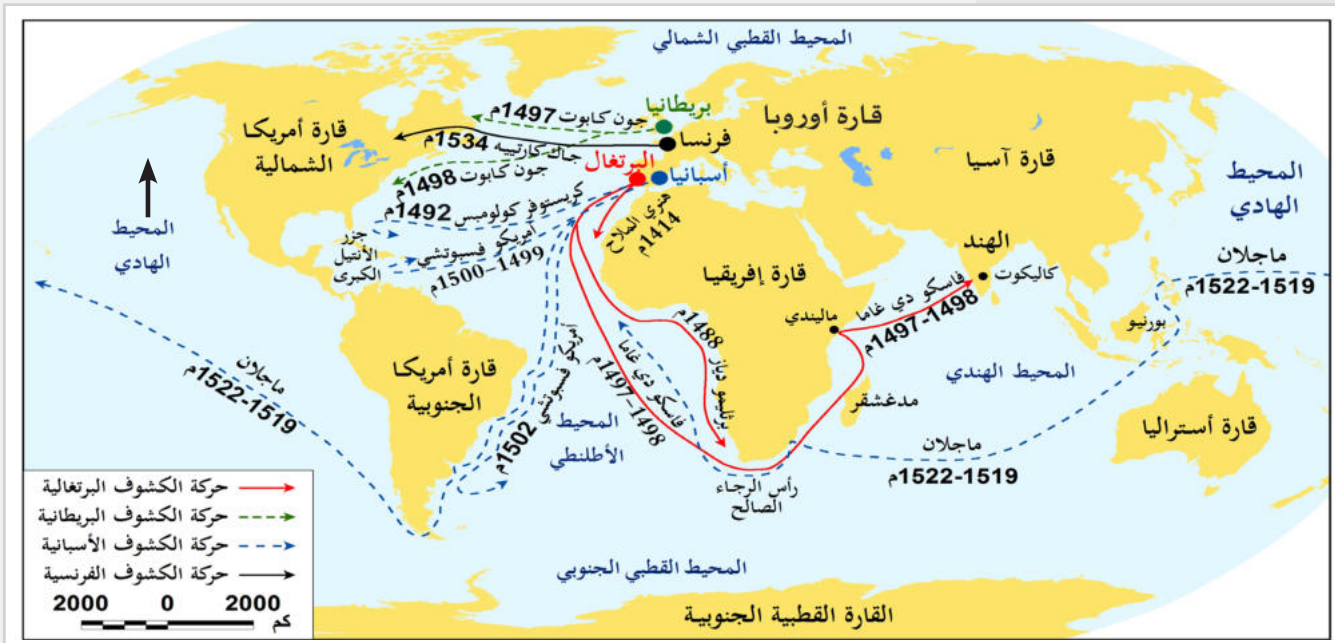 المحيط القطبي الشمالي
بريطانيا
جون كابوت 1497م
قارة أوروبا
فرنسا
قارة أمريكا
الشمالية
جاك كارتييه 1534م
قارة آسيا
البرتغال
أسبانيا
جون كابوت 1498م
المحيط
الهادي
كريستوفر كولومبس 1492م
هنري الملاح
1414م
المحيط
الهادي
جزر
الأنتيل
الكبرى
أمريكو فسبوتشي
1499-1500م
الهند
كاليكوت
قارة إفريقيا
فاسكو دي غاما
1497-1498م
ماجلان
1519-1522م
ماليندي
بورنيو
برثليمو دياز 1488م
فاسكو دي غاما
1497-1498م
أمريكو فسبوتشي
1502م
ماجلان
1519-1522م
قارة أمريكا
الجنوبية
المحيط
الأطلنطي
المحيط الهندي
مدغشقر
قارة أستراليا
ماجلان
1519-1522م
رأس الرجاء
الصالح
حركة الكشوف البرتغالية
حركة الكشوف البريطانية
حركة الكشوف الأسبانية
حركة الكشوف الفرنسية
2000 0 2000
كم
المحيط القطبي الجنوبي
القارة القطبية الجنوبية